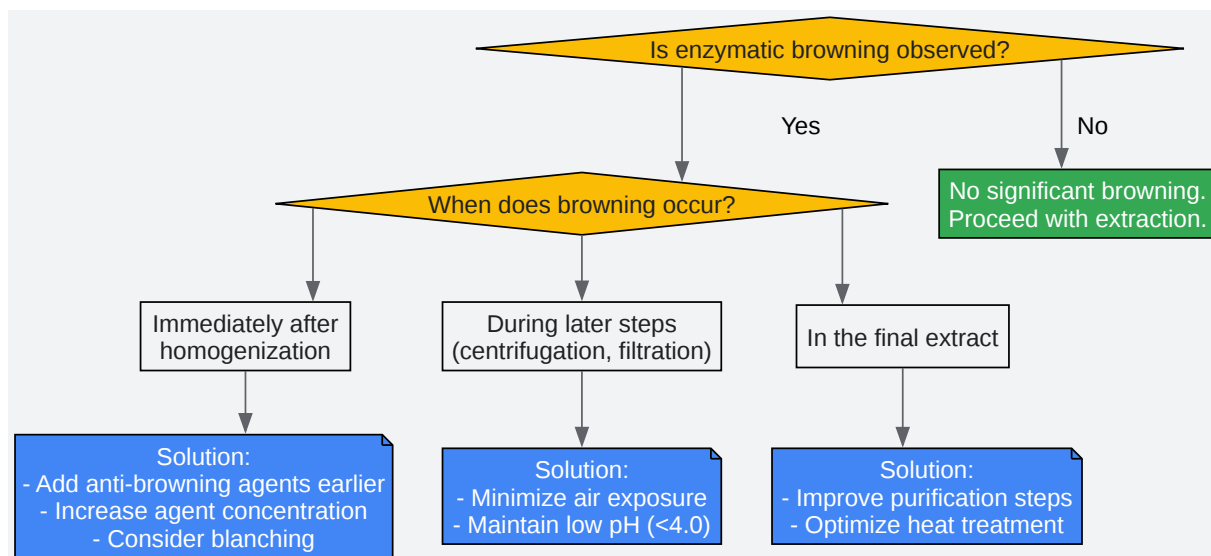 Is enzymatic browning observed?
Yes
No
No significant browning.
Proceed with extraction.
When does browning occur?
Immediately after
homogenization
During later steps
(centrifugation, filtration)
In the final extract
Solution:
- Add anti-browning agents earlier
- Increase agent concentration
- Consider blanching
Solution:
- Minimize air exposure
- Maintain low pH (<4.0)
Solution:
- Improve purification steps
- Optimize heat treatment